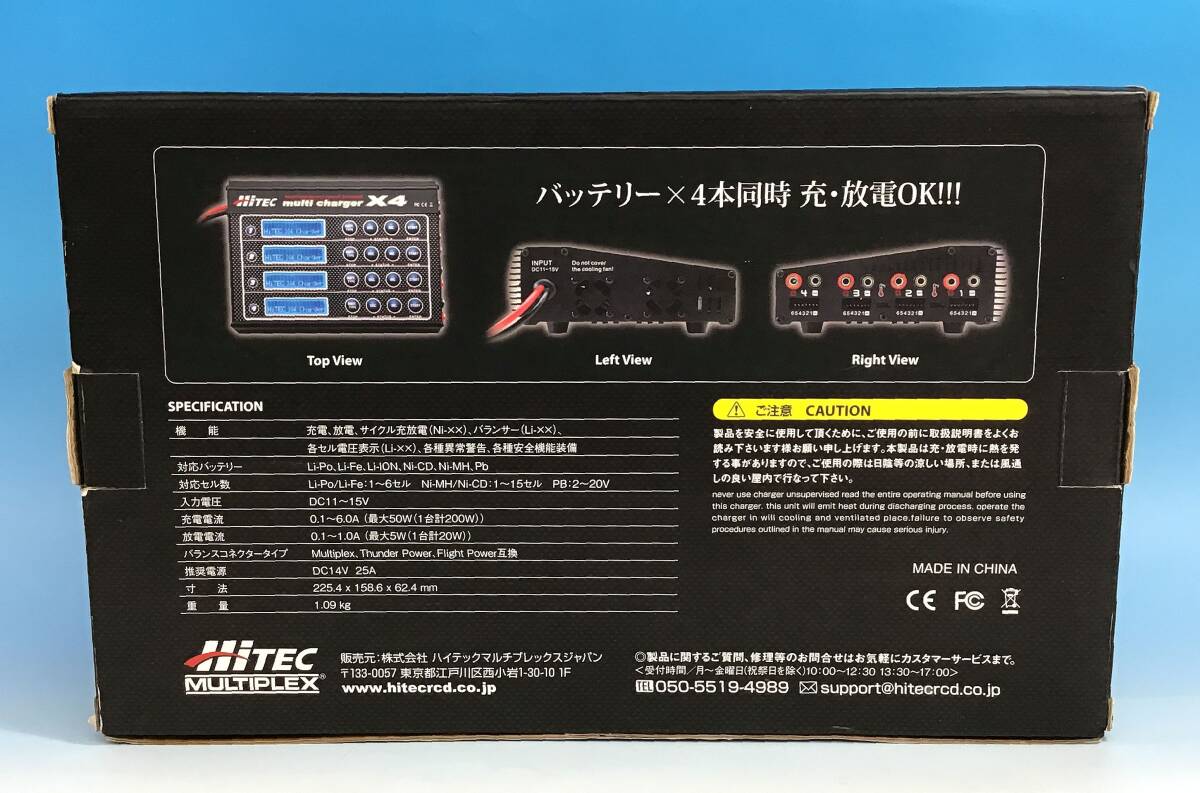 HiTEC multi charger X4
HiTEC X4 Charger
HiTEC X4 Charger
HiTEC X4 Charger
HiTEC X4 Charger
バッテリー×4本同時 充・放電OK!!!
INPUT
DC11~15V
Do not cover
the cooling fan!
4 3 2 1
654321 654321 654321 654321
Top View
Left View
Right View
SPECIFICATION
機 能 充電、放電、サイクル充放電(Ni-××)、バランサー(Li-××)、
各セル電圧表示(Li-××)、各種異常警告、各種安全機能装備
対応バッテリー Li-Po、Li-Fe、Li-ION、Ni-CD、Ni-MH、Pb
対応セル数 Li-Po/Li-Fe:1~6セル Ni-MH/Ni-CD:1~15セル PB:2~20V
入力電圧 DC11~15V
充電電流 0.1~6.0A (最大50W(1台計200W))
放電電流 0.1~1.0A (最大5W(1台計20W))
バランスコネクタータイプ Multiplex、Thunder Power、Flight Power互換
推奨電源 DC14V 25A
寸 法 225.4 x 158.6 x 62.4 mm
重 量 1.09 kg
ご注意 CAUTION
製品を安全に使用して頂くために、ご使用の前に取扱説明書をよくお
読み下さいます様お願い申し上げます。本製品は充・放電時に熱を発
する事がありますので、ご使用の際は日陰等の涼しい場所、または風通
しの良い屋内で行なって下さい。
never use charger unsupervised read the entire operating manual before using
this charger. this unit will emit heat during discharging process. operate the
charger in will cooling and ventilated place.failure to observe safety
procedures outlined in the manual may cause serious injury.
MADE IN CHINA
CE FC
HiTEC
MULTIPLEX®
販売元:株式会社 ハイテックマルチプレックスジャパン
〒133-0057 東京都江戸川区西小岩1-30-10 1F
www.hitecrcd.co.jp
◎製品に関するご質問、修理等のお問合せはお気軽にカスタマーサービスまで。
<受付時間/月~金曜日(祝祭日を除く)10:00~12:30 13:30~17:00>
TEL 050-5519-4989 support@hitecrcd.co.jp